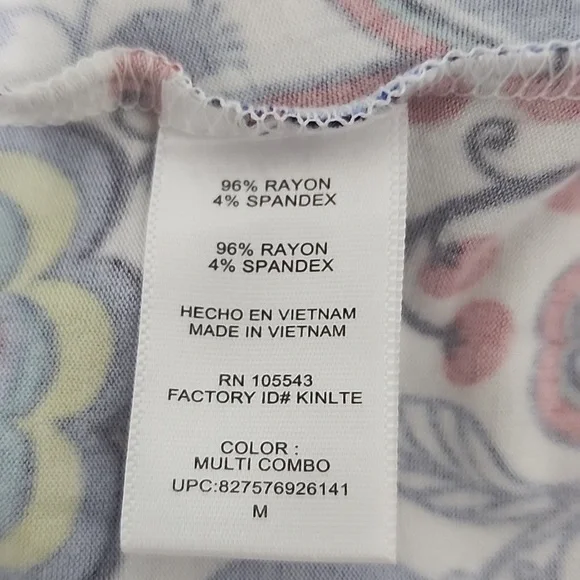 96% RAYON
4% SPANDEX
96% RAYON
4% SPANDEX
HECHO EN VIETNAM
MADE IN VIETNAM
RN 105543
FACTORY ID# KINLTE
COLOR :
MULTI COMBO
UPC:827576926141
M